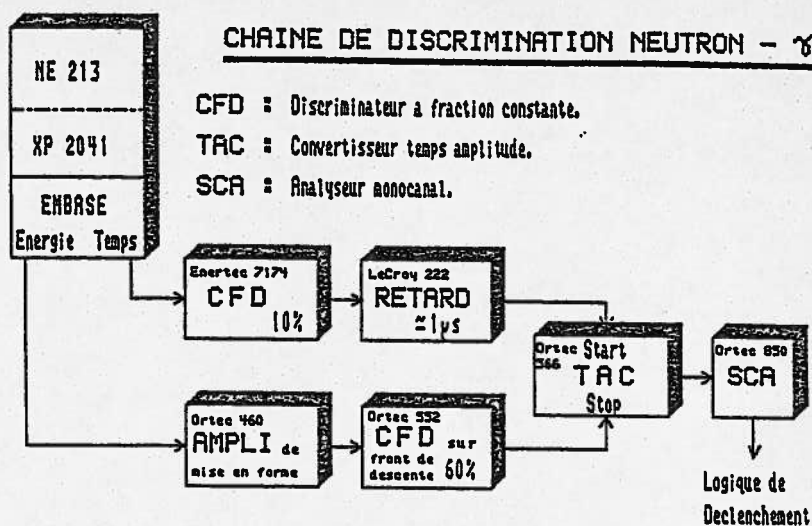 CHAINE DE DISCRIMINATION NEUTRON - γ
NE 213
XP 2041
EMBASE
Energie Temps
CFD : Discriminateur a fraction constante.
TAC : Convertisseur temps amplitude.
SCA : Analyseur monocanal.
Enertec 7174
CFD
10%
LeCroy 222
RETARD
≃1µs
Ortec 566
Start
TAC
Stop
Ortec 850
SCA
Ortec 460
AMPLI de
mise en forme
Ortec 552
CFD sur
front de
descente 60%
Logique de
Declenchement